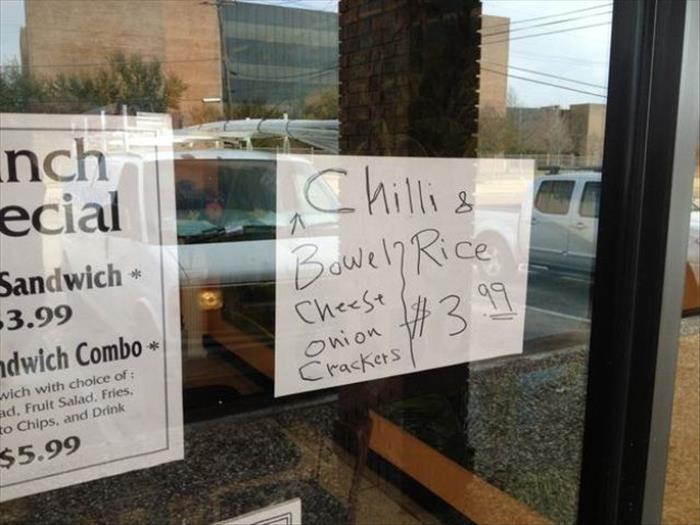 nch
ecial
Sandwich *
3.99
ndwich Combo *
wich with choice of :
ad, Fruit Salad, Fries,
to Chips, and Drink
$5.99
Chilli &
Bowel Rice
Cheese
Onion
Crackers
$3.99